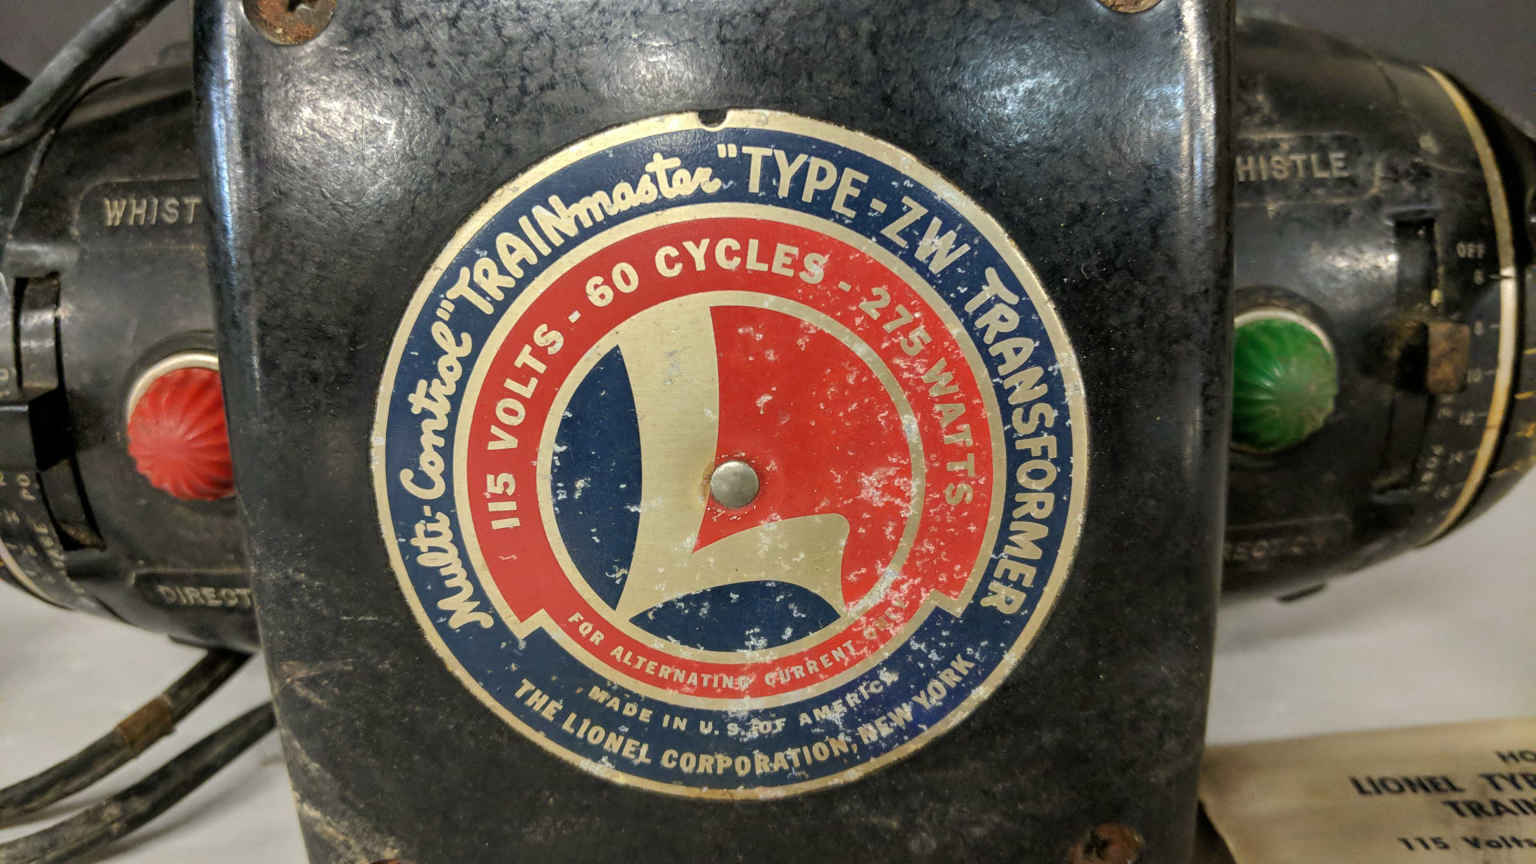 Multi-Control "TRAINmaster" TYPE-ZW TRANSFORMER
115 VOLTS - 60 CYCLES - 275 WATTS
L
FOR ALTERNATING CURRENT ONLY
MADE IN U.S. OF AMERICA
THE LIONEL CORPORATION, NEW YORK
WHIST
DIRECT
HISTLE
OFF
LIONEL TYP
TRAIN
115 Volts